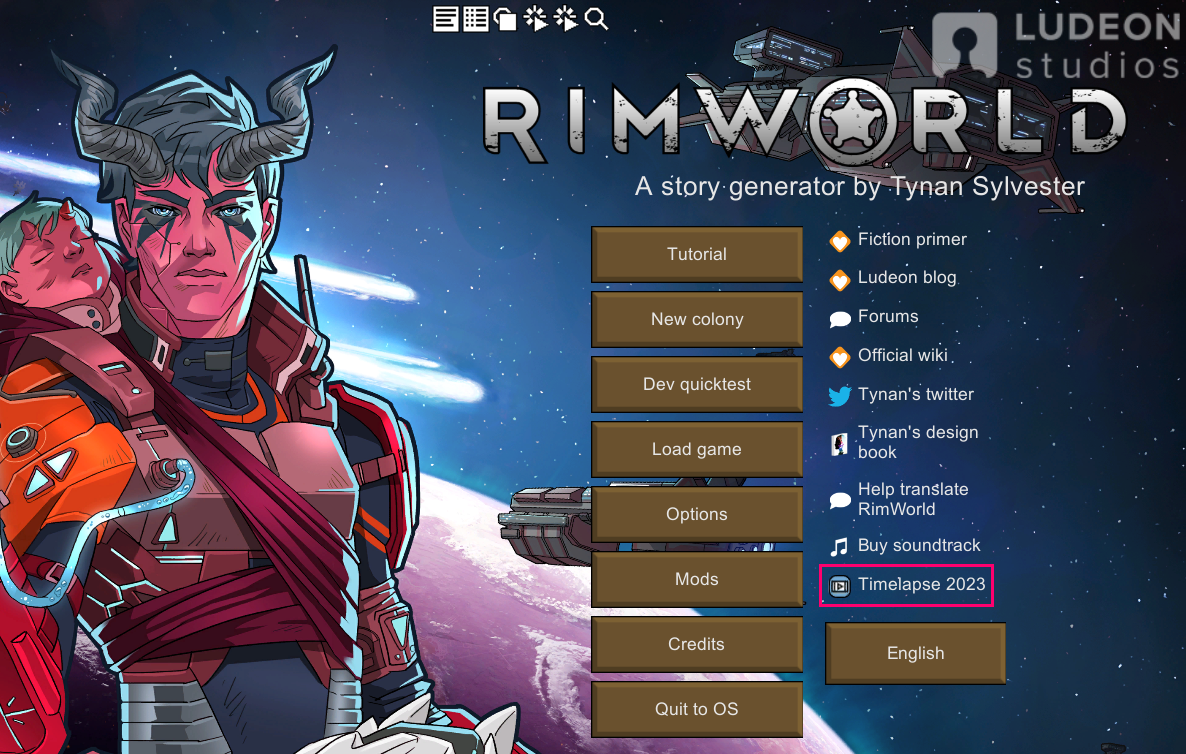 LUDEON
studios
RIMWORLD
A story generator by Tynan Sylvester
Tutorial
New colony
Dev quicktest
Load game
Options
Mods
Credits
Quit to OS
Fiction primer
Ludeon blog
Forums
Official wiki
Tynan's twitter
Tynan's design
book
Help translate
RimWorld
Buy soundtrack
Timelapse 2023
English